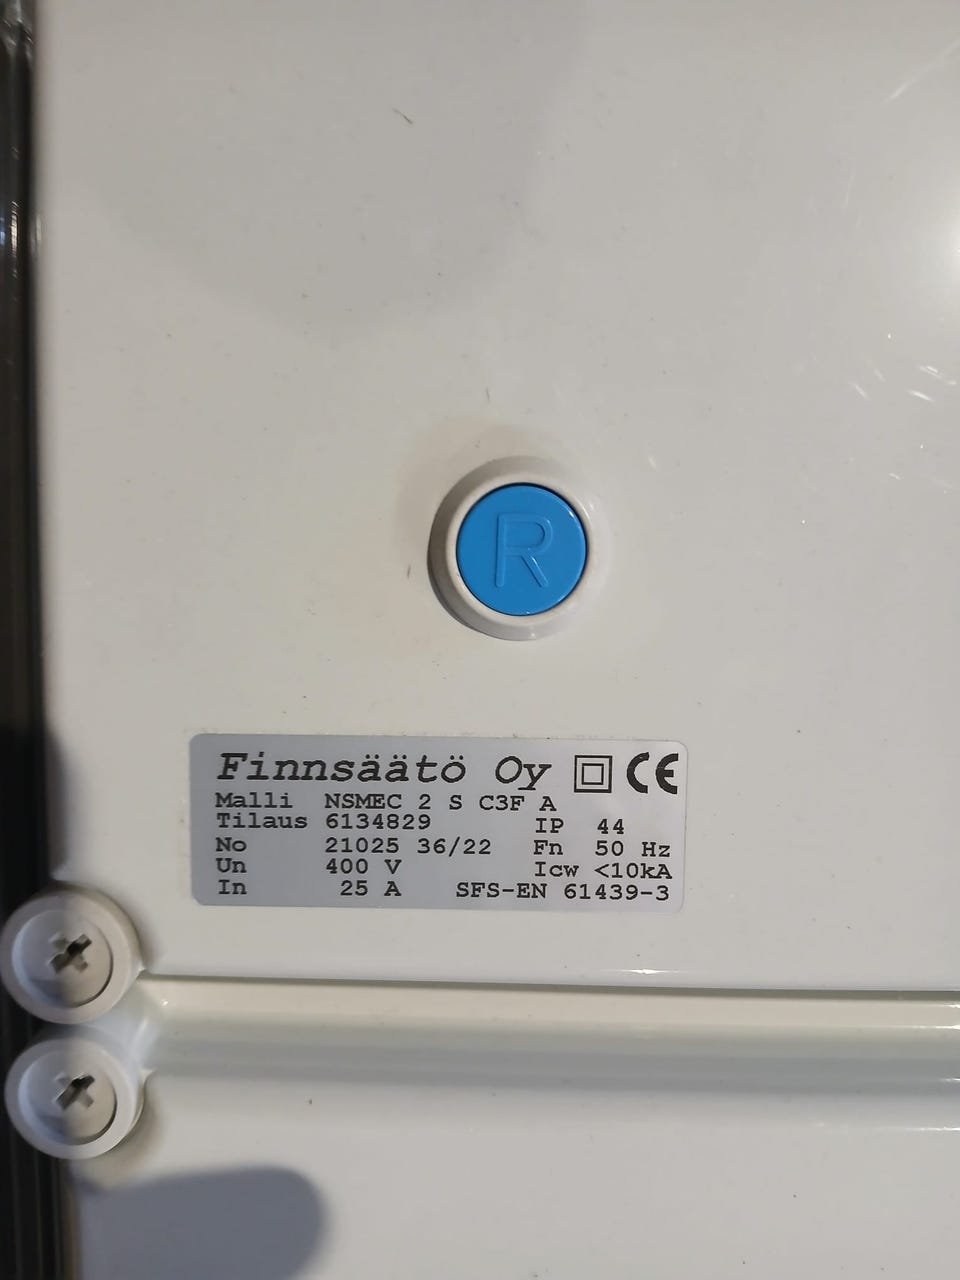 R
Finnsäätö Oy CE
Malli NSMEC 2 S C3F A
Tilaus 6134829 IP 44
No 21025 36/22 Fn 50 Hz
Un 400 V Icw <10kA
In 25 A SFS-EN 61439-3